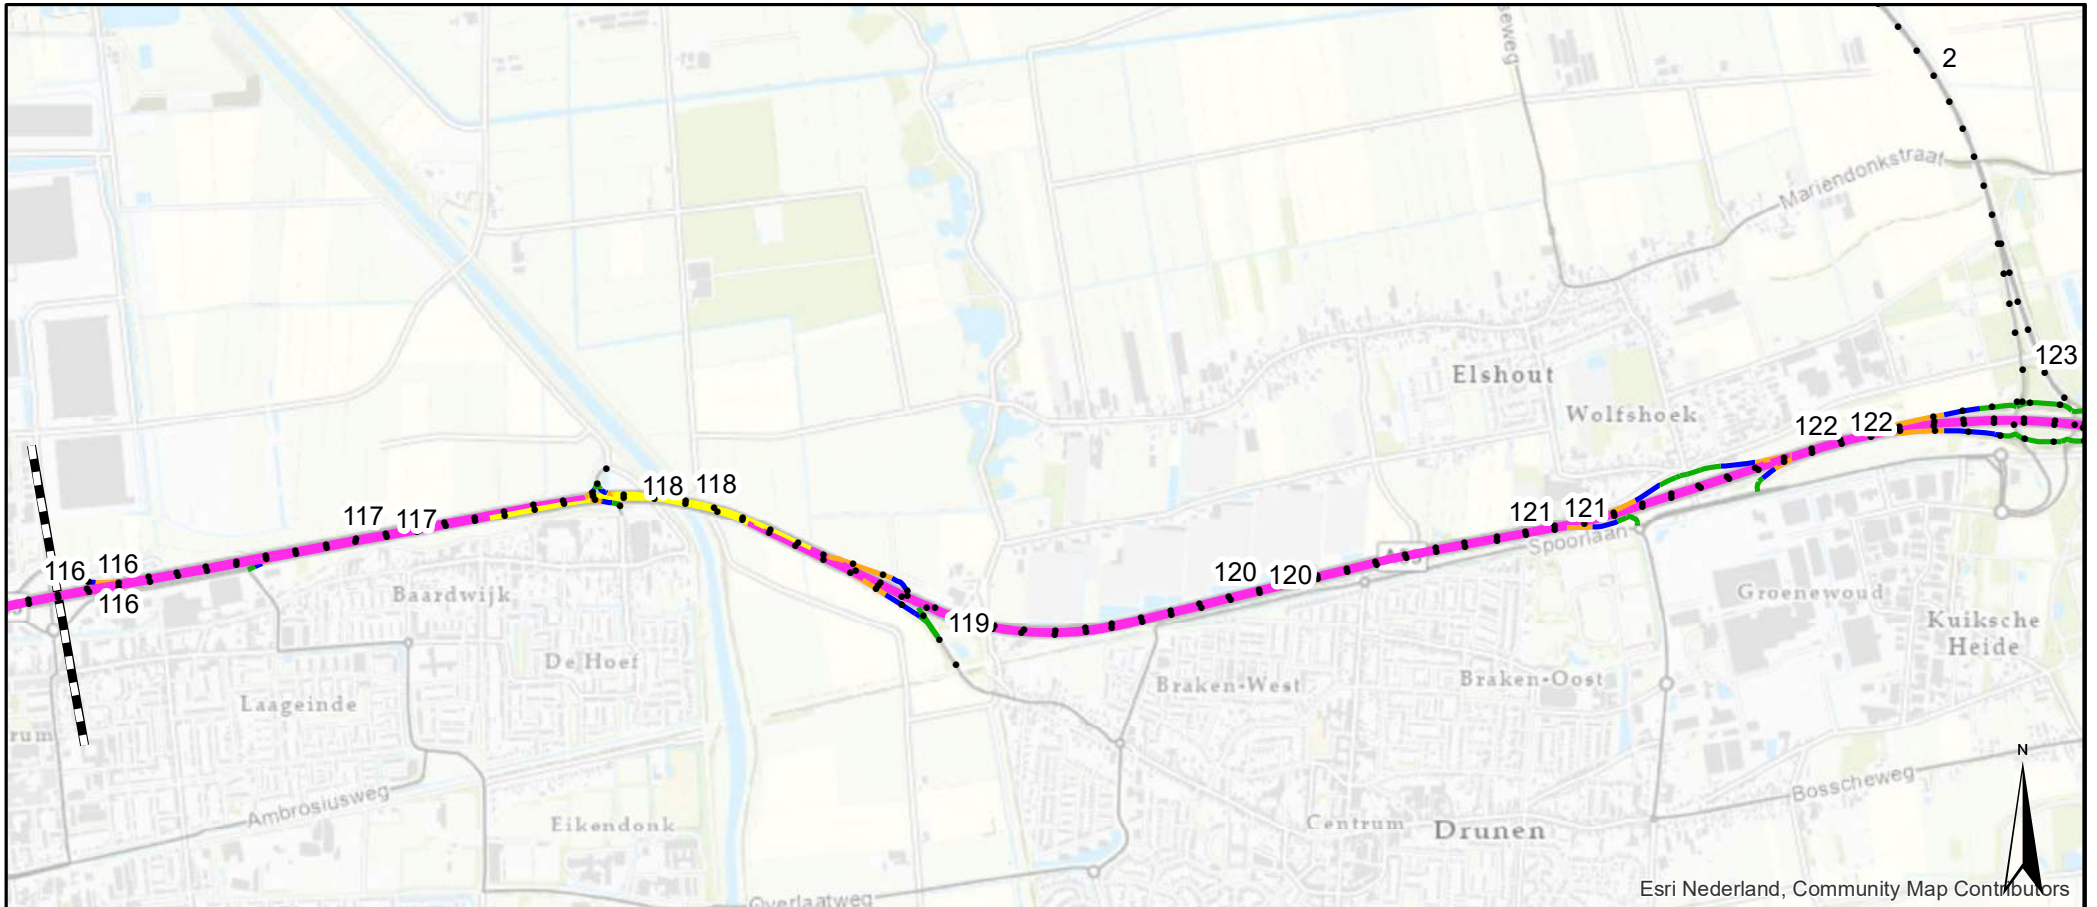 seweg
2
Mariendonkstraat
123
Elshout
Wolfshoek
122 122
118 118
117 117
121 121
Spoorlaan
116 116
116
120 120
119
Baardwijk
Groenewoud
Kuiksche
Heide
De Hoef
Braken-West
Braken-Oost
Laageinde
rum
N
Ambrosiusweg
Bosscheweg
Eikendonk
Centrum
Drunen
Overlaatweg
Esri Nederland, Community Map Contributors